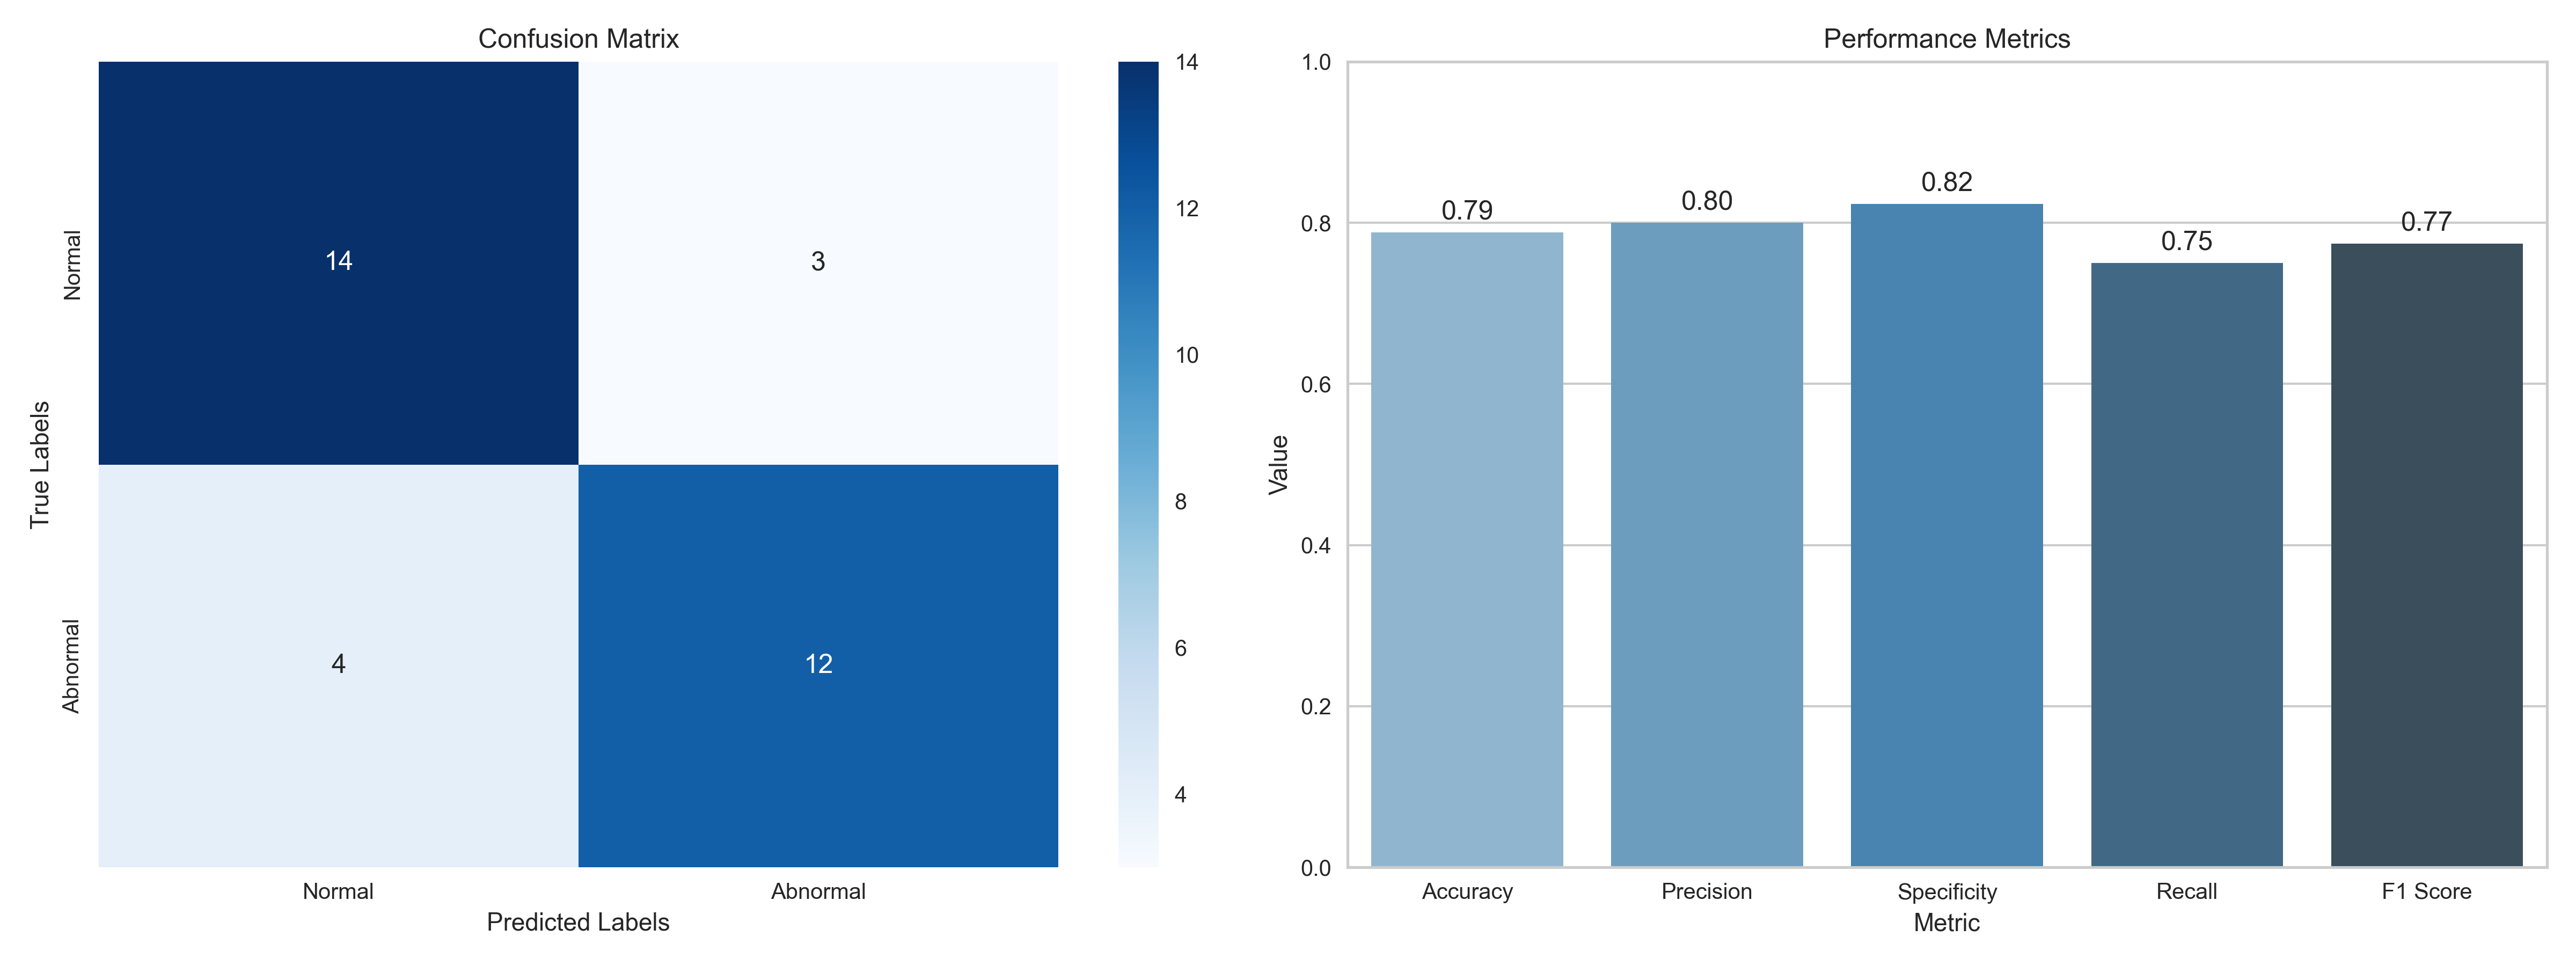 Confusion Matrix
True Labels
Normal
Abnormal
14
3
4
12
Normal
Abnormal
Predicted Labels
14
12
10
8
6
4
Performance Metrics
Value
1.0
0.8
0.6
0.4
0.2
0.0
0.79
0.80
0.82
0.75
0.77
Accuracy
Precision
Specificity
Recall
F1 Score
Metric